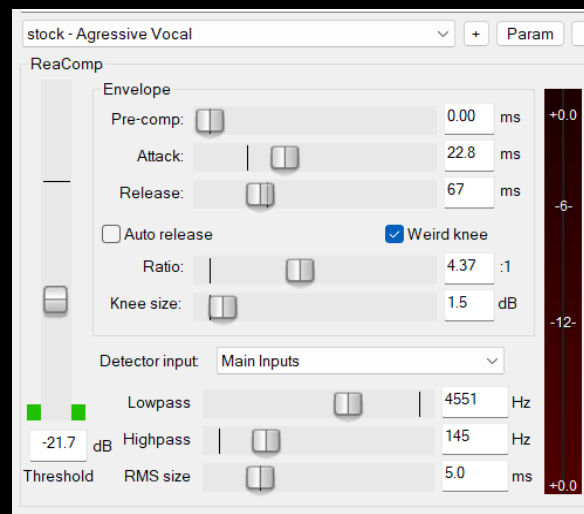 stock - Agressive Vocal + Param
ReaComp
Envelope
Pre-comp: 0.00 ms
Attack: 22.8 ms
Release: 67 ms
Auto release Weird knee
Ratio: 4.37 :1
Knee size: 1.5 dB
Detector input: Main Inputs
Lowpass 4551 Hz
-21.7 dB Highpass 145 Hz
Threshold RMS size 5.0 ms
+0.0
-6-
-12-
+0.0